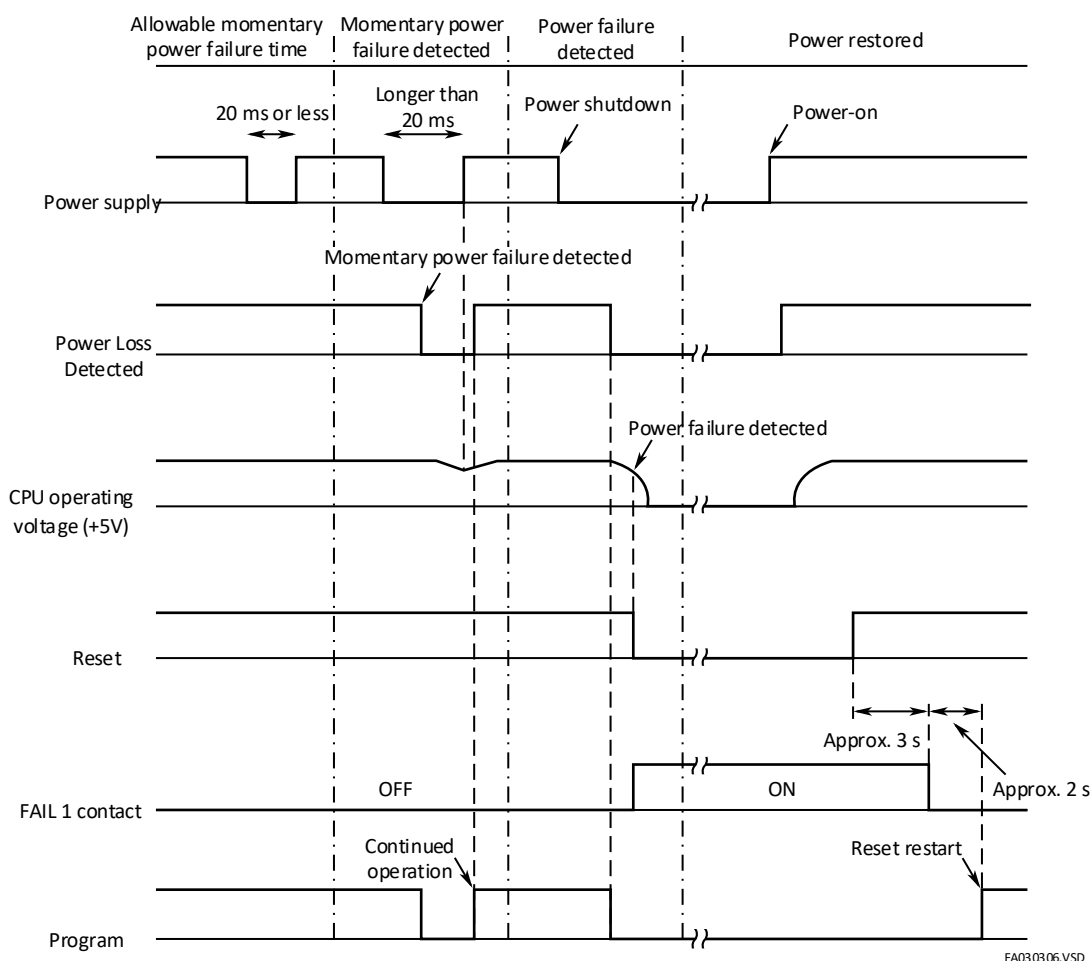 Allowable momentary
power failure time
Momentary power
failure detected
Power failure
detected
Power restored
20 ms or less
Longer than
20 ms
Power shutdown
Power-on
Power supply
Momentary power failure detected
Power Loss
Detected
Power failure detected
CPU operating
voltage (+5V)
Reset
Approx. 3 s
Approx. 2 s
OFF
ON
FAIL 1 contact
Continued
operation
Reset restart
Program
FA030306.VSD